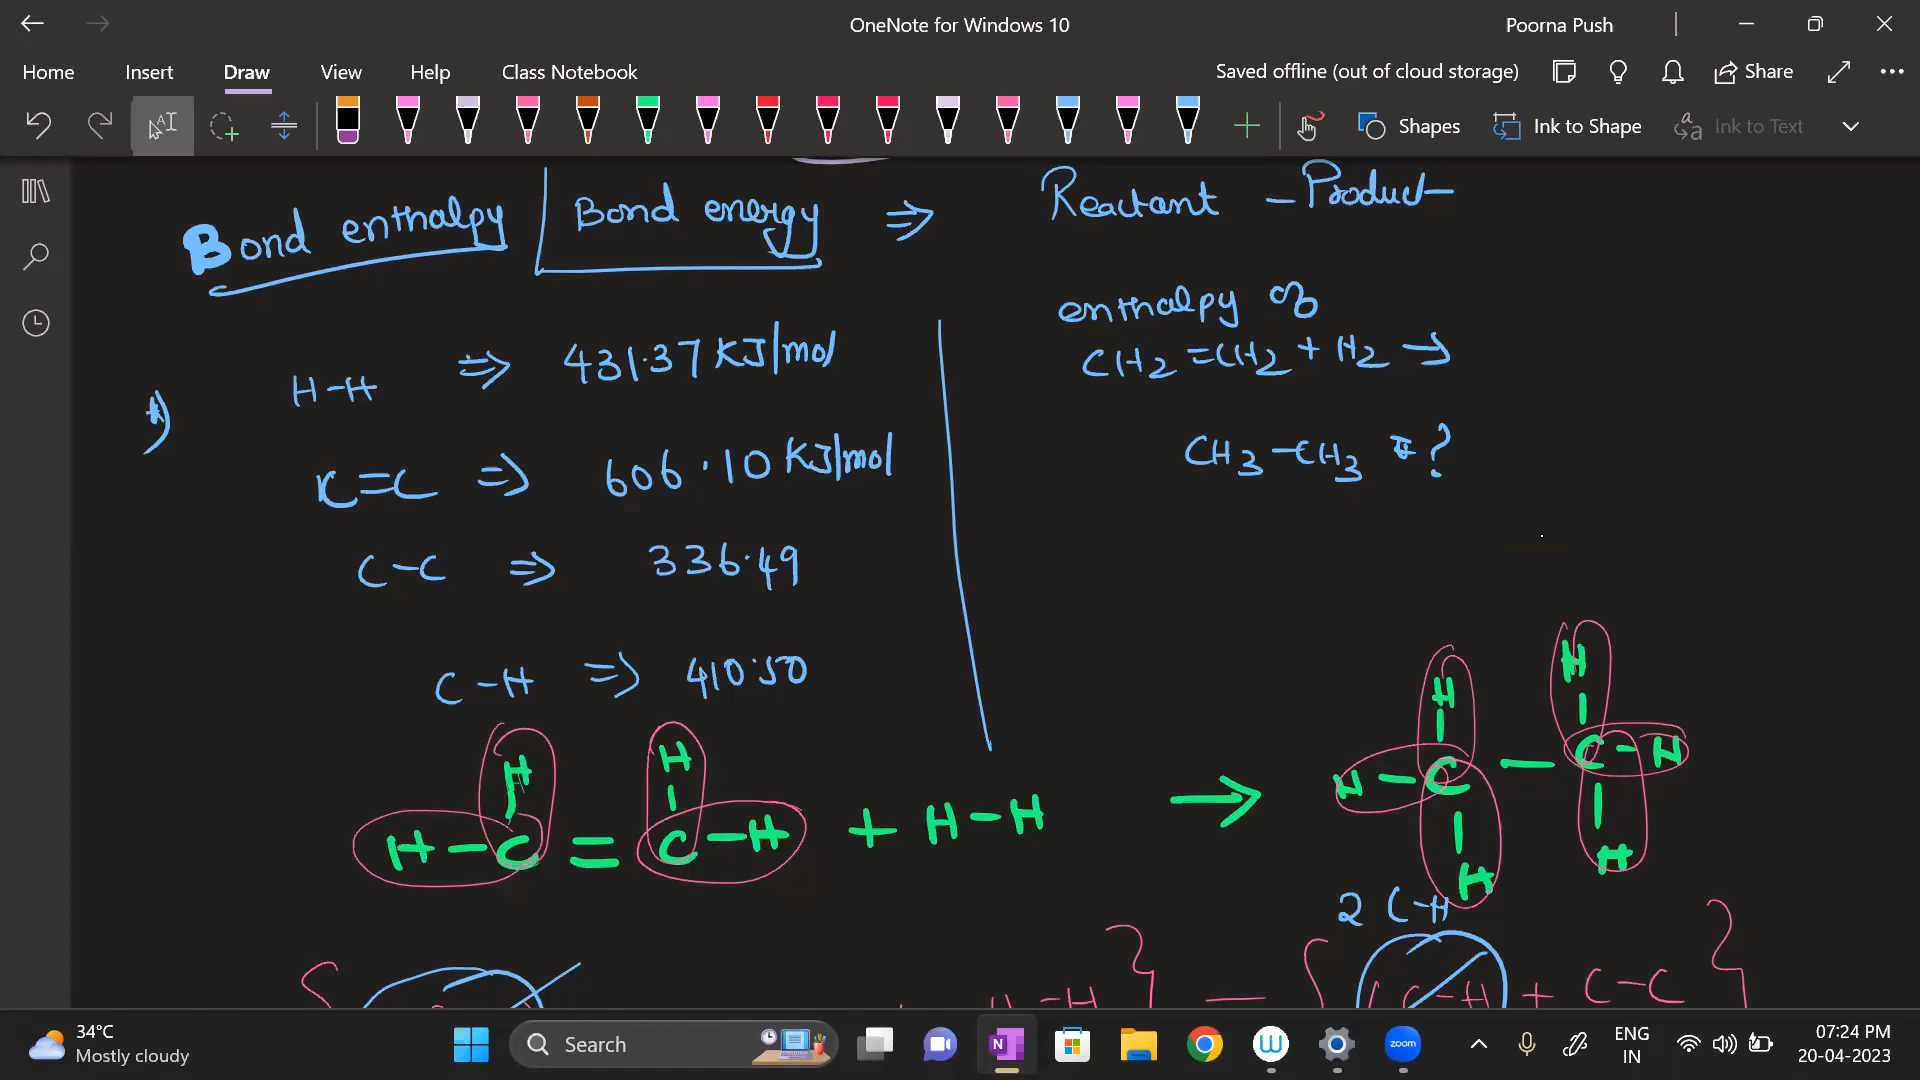 OneNote for Windows 10
Poorna Push
Home Insert Draw View Help Class Notebook
Saved offline (out of cloud storage)
Share
Shapes
Ink to Shape
Ink to Text
Bond enthalpy | Bond energy ⇒ Reactant - Product
enthalpy of
CH2 = CH2 + H2 →
CH3 - CH3 ?
1)
H-H ⇒ 431.37 KJ/mol
C=C ⇒ 606.10 KJ/mol
C-C ⇒ 336.49
C-H ⇒ 410.50
H H
H-C = C-H + H-H →
H H
H-C - C-H
H H
2 C-H
H-H } - { C-H + C-C }
34°C
Mostly cloudy
Search
zoom
ENG
IN
07:24 PM
20-04-2023